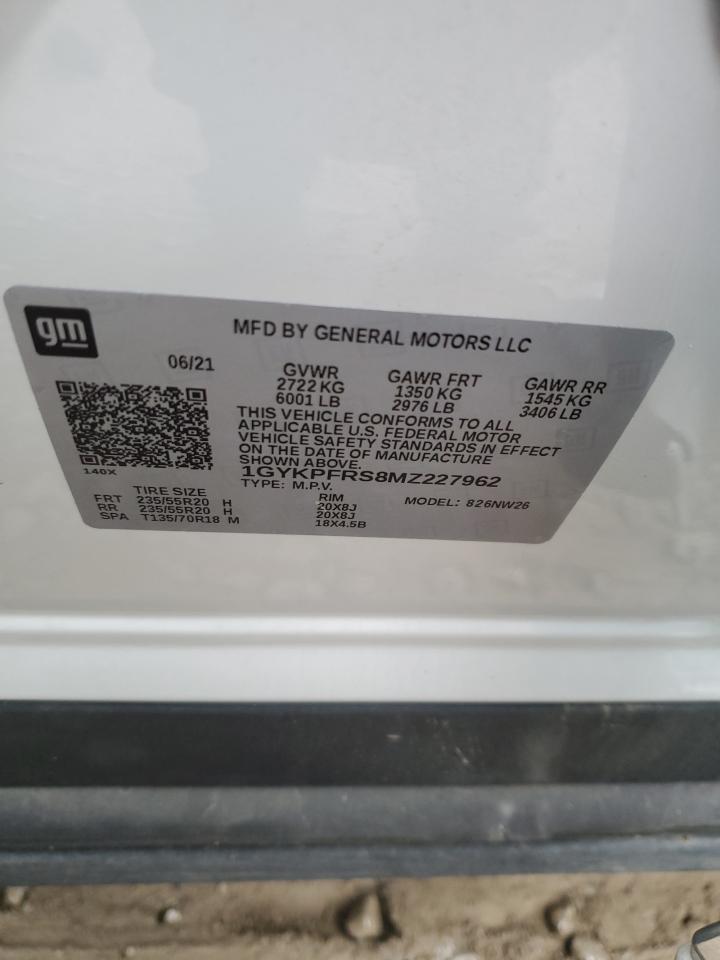 gm
MFD BY GENERAL MOTORS LLC
06/21
GVWR GAWR FRT GAWR RR
2722 KG 1350 KG 1545 KG
6001 LB 2976 LB 3406 LB
THIS VEHICLE CONFORMS TO ALL
APPLICABLE U.S. FEDERAL MOTOR
VEHICLE SAFETY STANDARDS IN EFFECT
ON THE DATE OF MANUFACTURE
SHOWN ABOVE.
140X
1GYKPFRS8MZ227962
TYPE: M.P.V. MODEL: 826NW26
TIRE SIZE RIM
FRT 235/55R20 H 20X8J
RR 235/55R20 H 20X8J
SPA T135/70R18 M 18X4.5B